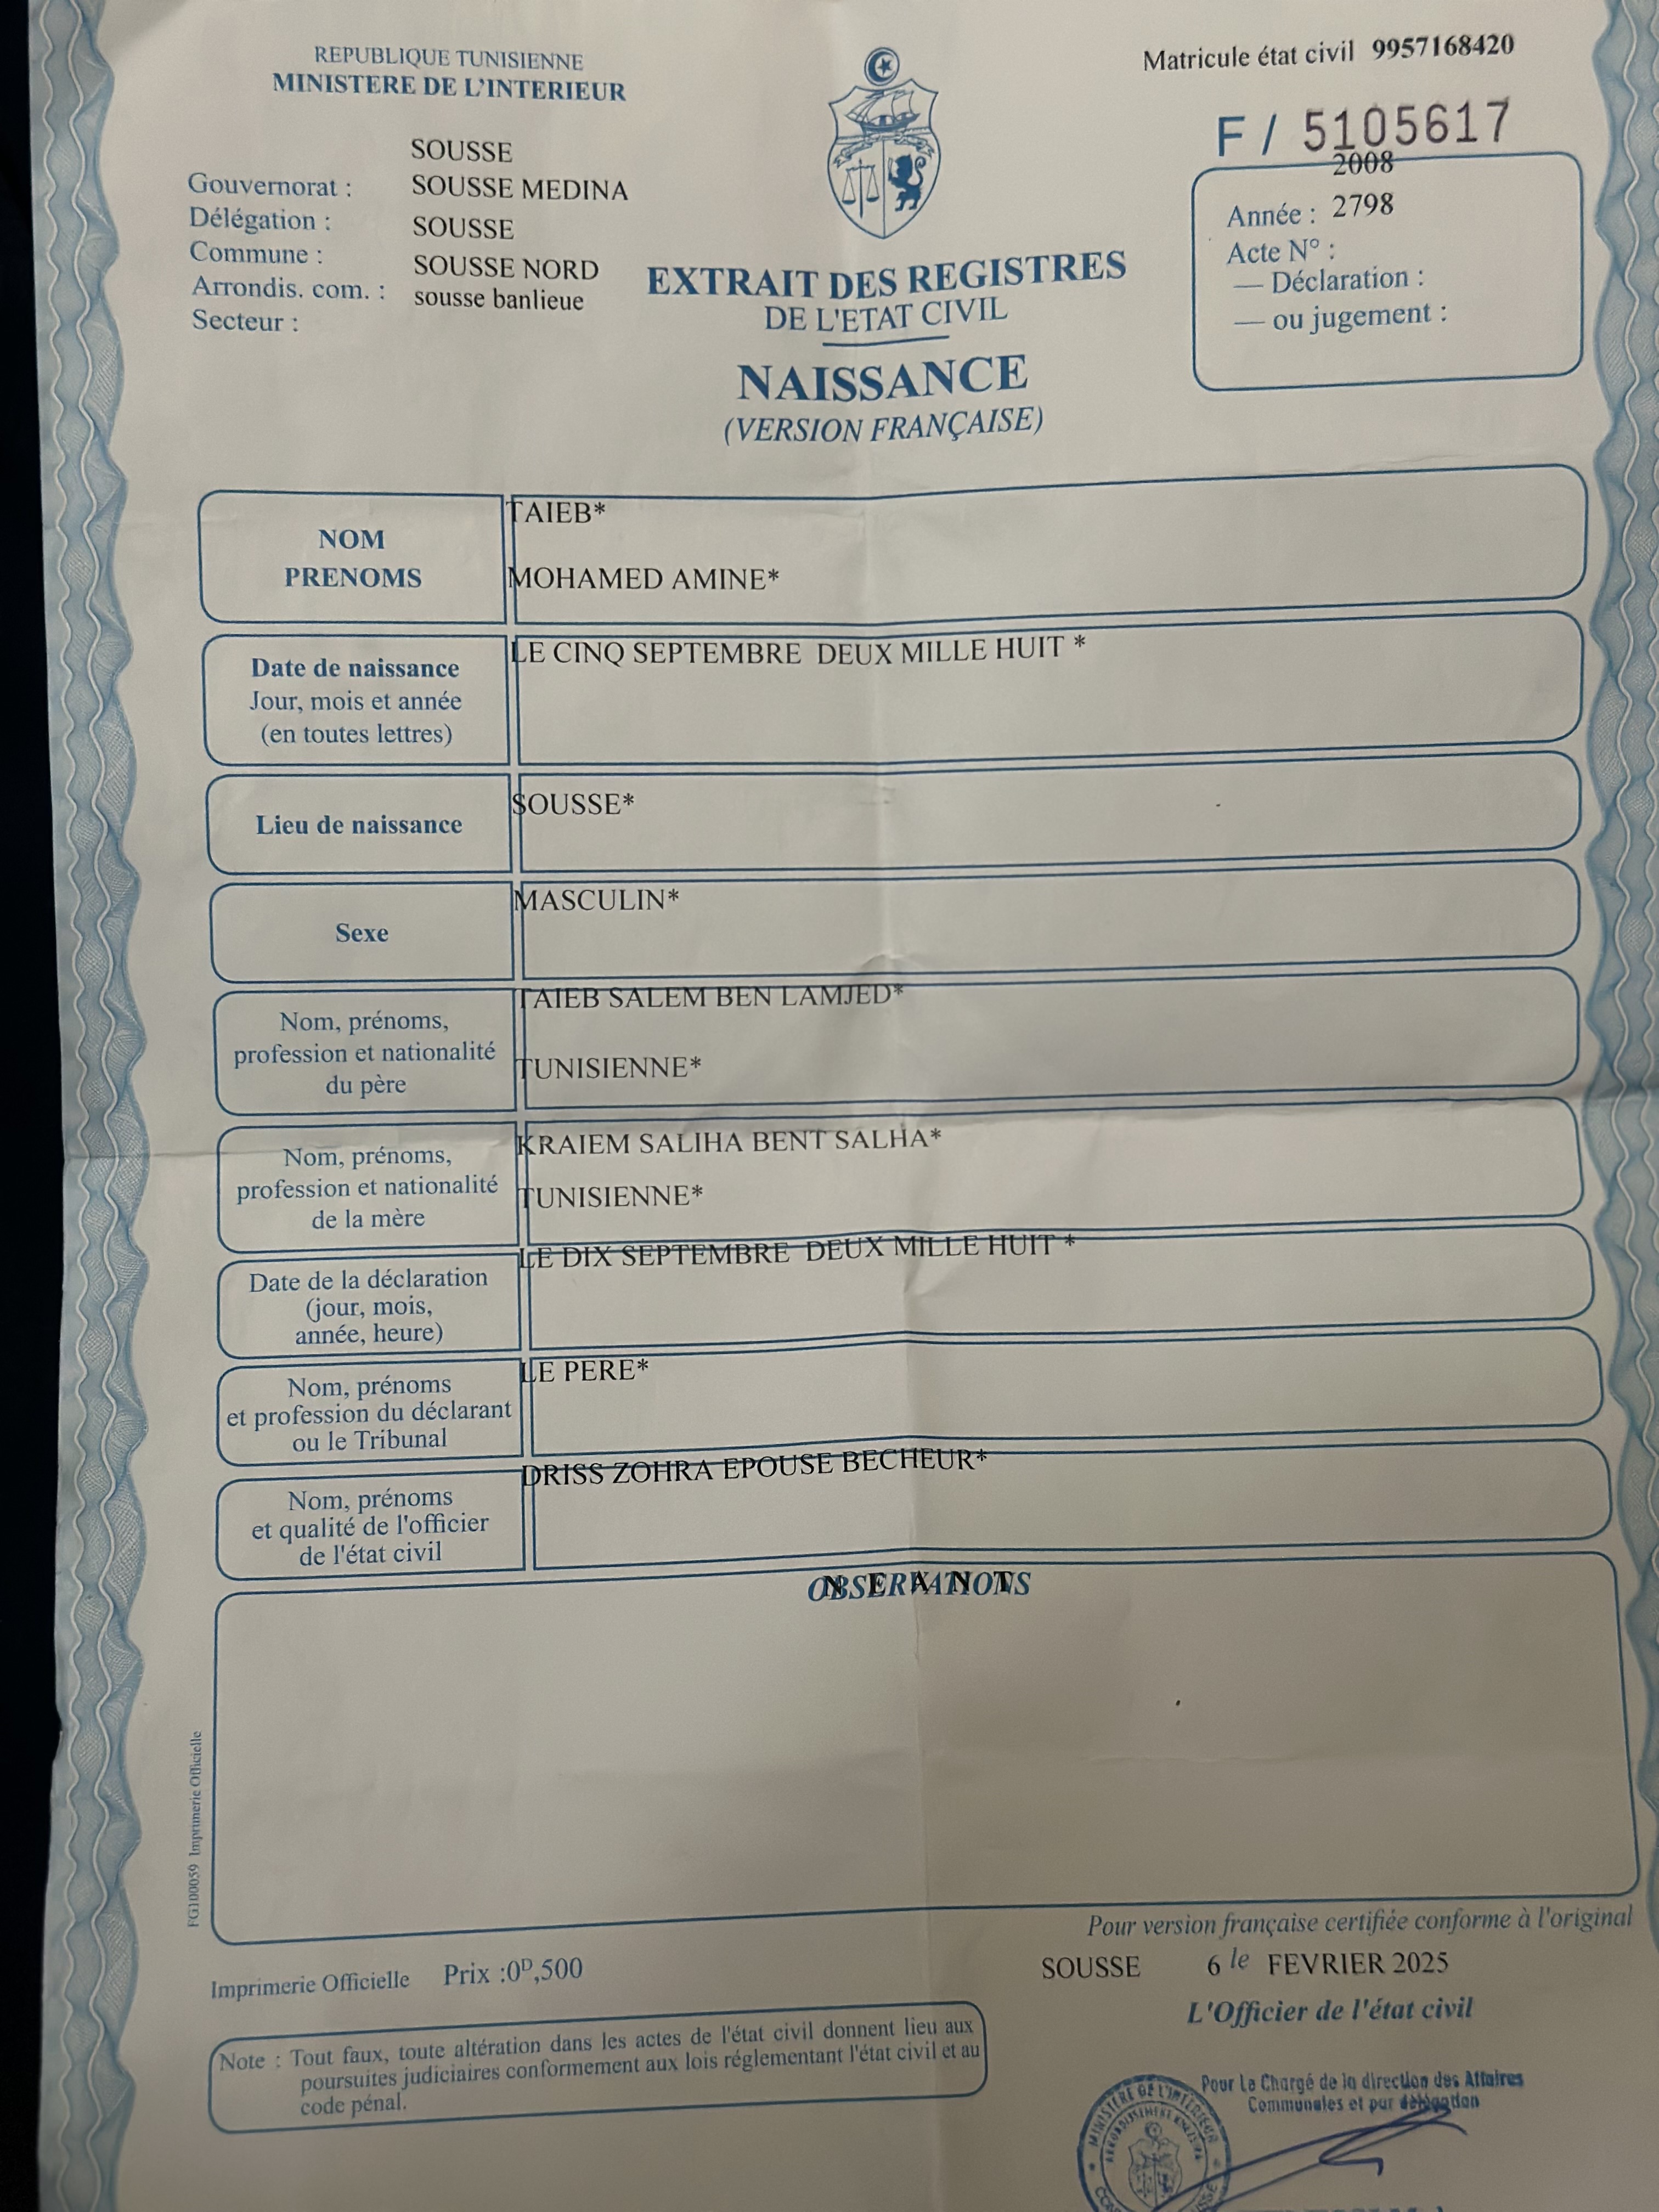 REPUBLIQUE TUNISIENNE
MINISTERE DE L'INTERIEUR
Matricule état civil 9957168420
F / 5105617
SOUSSE
Gouvernorat : SOUSSE MEDINA
Délégation : SOUSSE
Commune : SOUSSE NORD
Arrondis. com. : sousse banlieue
Secteur :
2008
Année : 2798
Acte N° :
— Déclaration :
— ou jugement :
EXTRAIT DES REGISTRES
DE L'ETAT CIVIL
NAISSANCE
(VERSION FRANÇAISE)
NOM
PRENOMS
TAIEB*
MOHAMED AMINE*
Date de naissance
Jour, mois et année
(en toutes lettres)
LE CINQ SEPTEMBRE DEUX MILLE HUIT *
Lieu de naissance
SOUSSE*
Sexe
MASCULIN*
Nom, prénoms,
profession et nationalité
du père
TAIEB SALEM BEN LAMJED*
TUNISIENNE*
Nom, prénoms,
profession et nationalité
de la mère
KRAIEM SALIHA BENT SALHA*
TUNISIENNE*
Date de la déclaration
(jour, mois,
année, heure)
LE DIX SEPTEMBRE DEUX MILLE HUIT *
Nom, prénoms
et profession du déclarant
ou le Tribunal
LE PERE*
Nom, prénoms
et qualité de l'officier
de l'état civil
DRISS ZOHRA EPOUSE BECHEUR*
OBSERVATIONS
N E A N T
FG100059 Imprimerie Officielle
Pour version française certifiée conforme à l'original
SOUSSE 6 le FEVRIER 2025
L'Officier de l'état civil
Imprimerie Officielle Prix :0ᴰ,500
Note : Tout faux, toute altération dans les actes de l'état civil donnent lieu aux
poursuites judiciaires conformement aux lois réglementant l'état civil et au
code pénal.
Pour Le Chargé de la direction des Affaires
Communales et par délégation
MINISTERE DE L'INTERIEUR